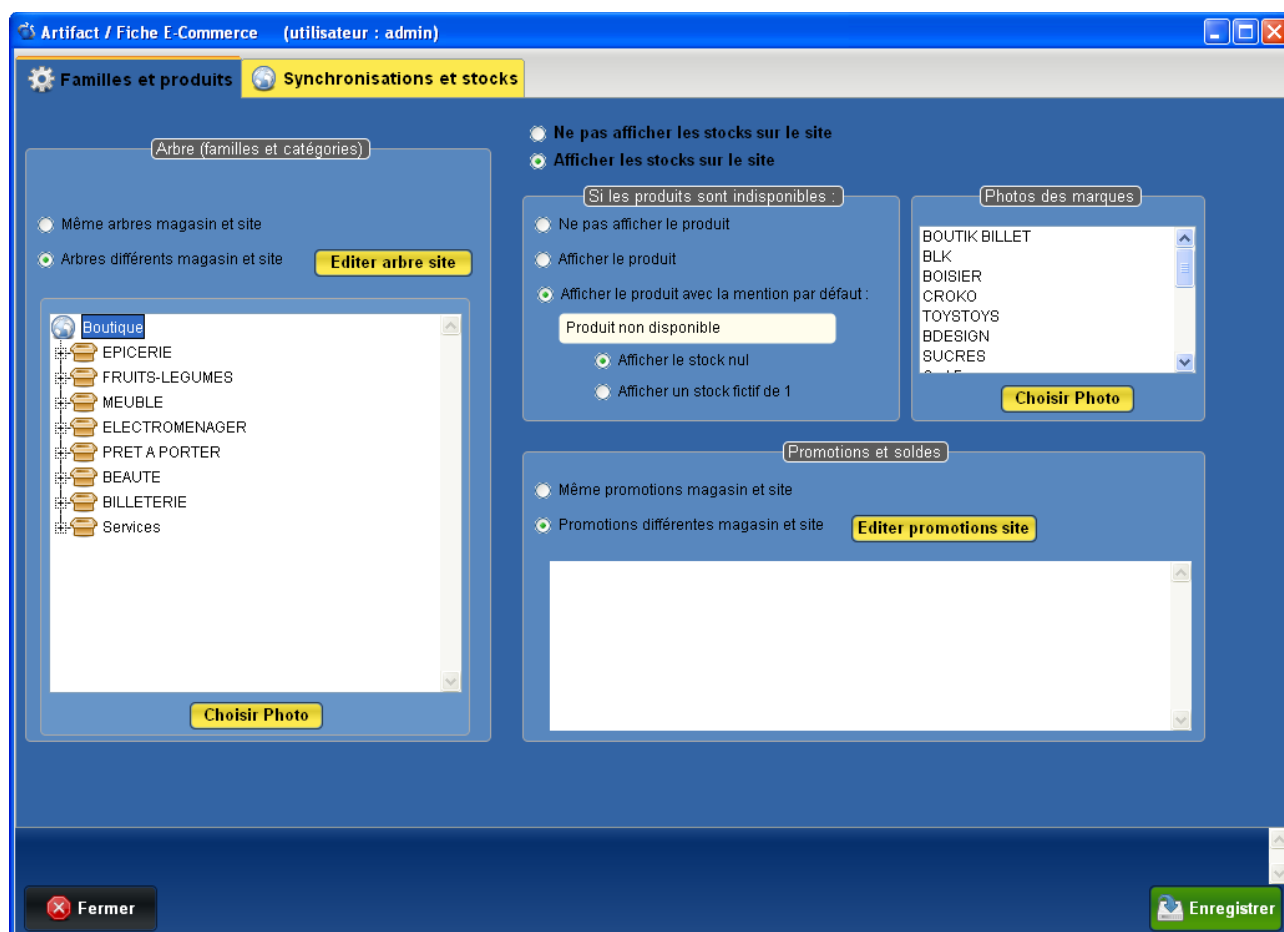 Artifact / Fiche E-Commerce (utilisateur : admin)
Familles et produits
Synchronisations et stocks
Arbre (familles et catégories)
Même arbres magasin et site
Arbres différents magasin et site
Editer arbre site
Boutique
EPICERIE
FRUITS-LEGUMES
MEUBLE
ELECTROMENAGER
PRET A PORTER
BEAUTE
BILLETERIE
Services
Choisir Photo
Ne pas afficher les stocks sur le site
Afficher les stocks sur le site
Si les produits sont indisponibles :
Ne pas afficher le produit
Afficher le produit
Afficher le produit avec la mention par défaut :
Produit non disponible
Afficher le stock nul
Afficher un stock fictif de 1
Photos des marques
BOUTIK BILLET
BLK
BOISIER
CROKO
TOYSTOYS
BDESIGN
SUCRES
Choisir Photo
Promotions et soldes
Même promotions magasin et site
Promotions différentes magasin et site
Editer promotions site
Fermer
Enregistrer